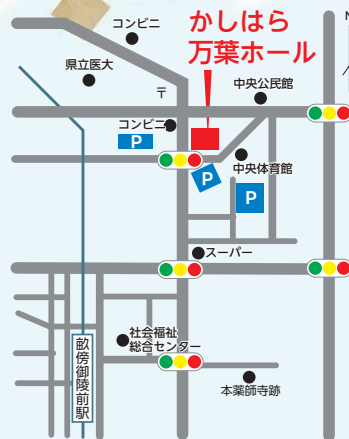 コンビニ
かしはら
万葉ホール
県立医大
中央公民館
〒
コンビニ
P
P
中央体育館
P
スーパー
社会福祉
総合センター
畝傍御陵前駅
本薬師寺跡